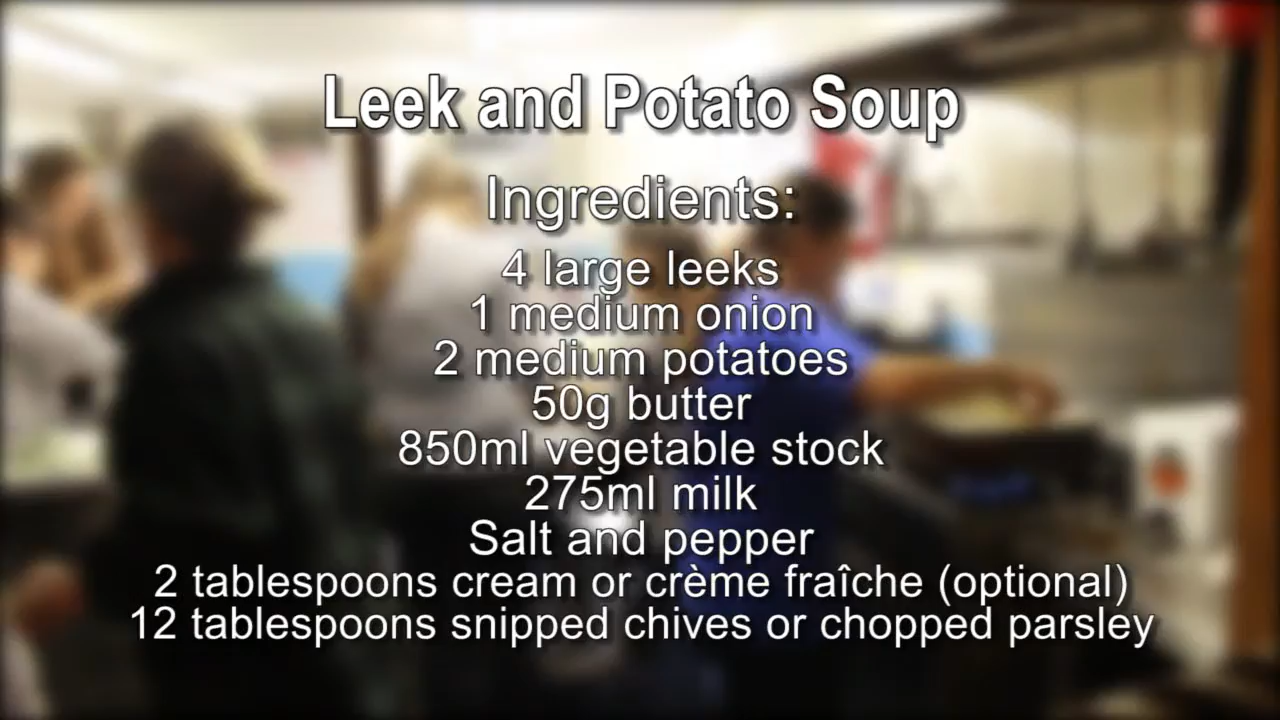 Leek and Potato Soup
Ingredients:
4 large leeks
1 medium onion
2 medium potatoes
50g butter
850ml vegetable stock
275ml milk
Salt and pepper
2 tablespoons cream or crème fraîche (optional)
12 tablespoons snipped chives or chopped parsley